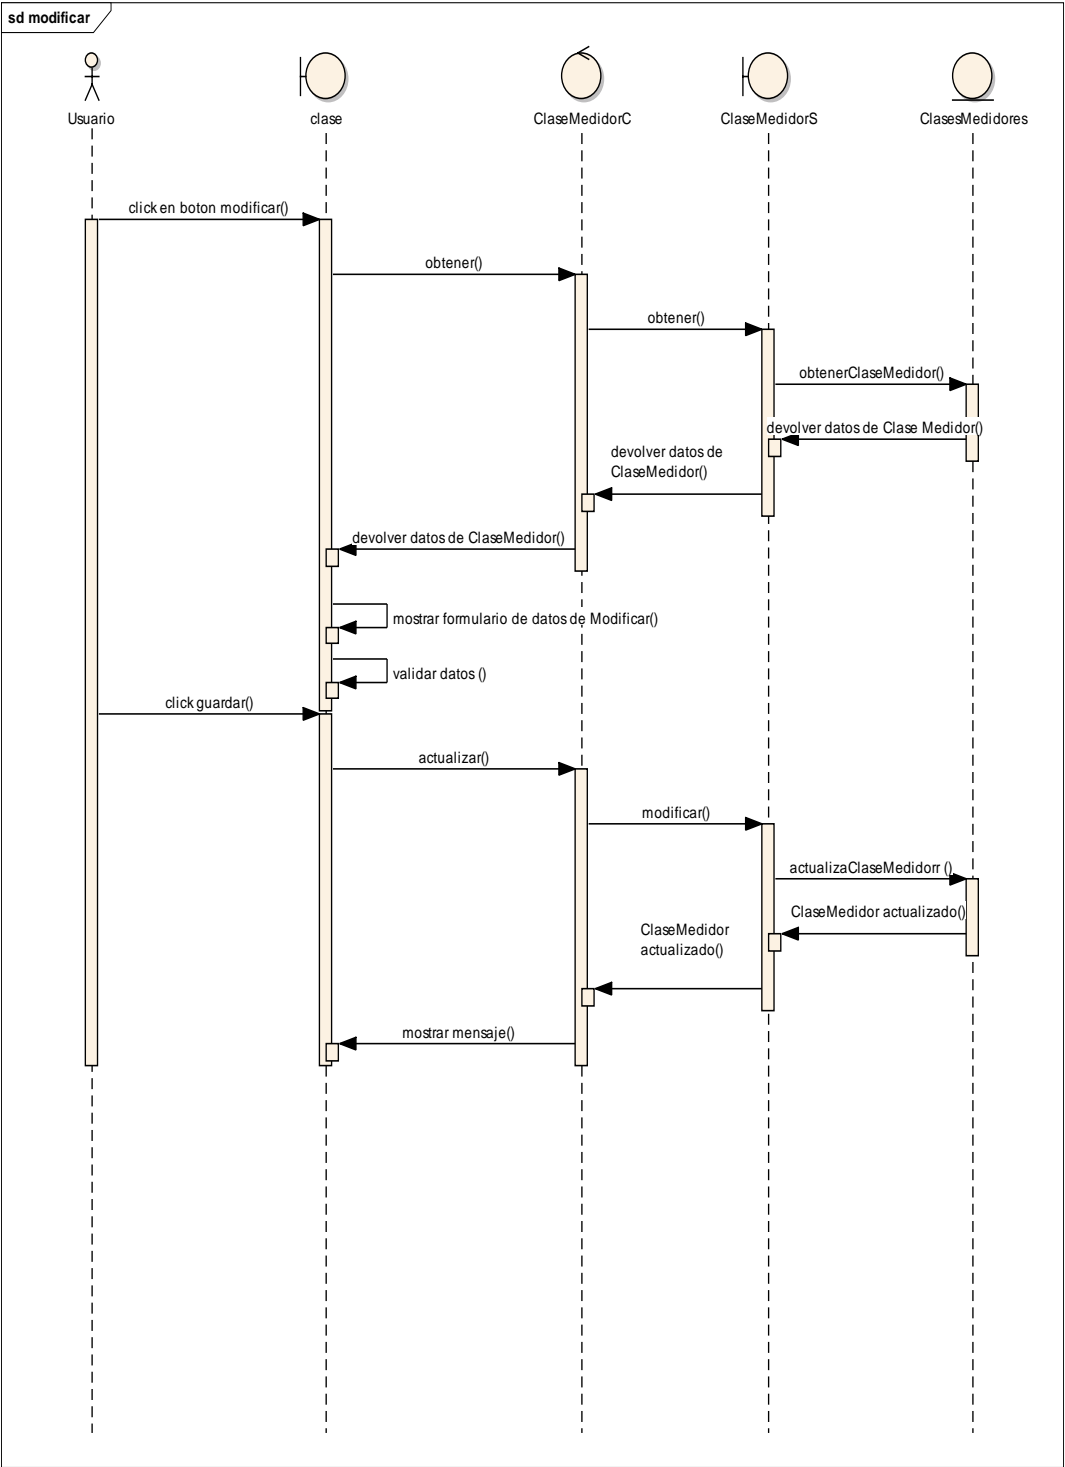 sd modificar
Usuario
clase
ClaseMedidorC
ClaseMedidorS
ClasesMedidores
click en boton modificar()
obtener()
obtener()
obtenerClaseMedidor()
devolver datos de Clase Medidor()
devolver datos de
ClaseMedidor()
devolver datos de ClaseMedidor()
mostrar formulario de datos de Modificar()
validar datos ()
click guardar()
actualizar()
modificar()
actualizaClaseMedidorr ()
ClaseMedidor actualizado()
ClaseMedidor
actualizado()
mostrar mensaje()